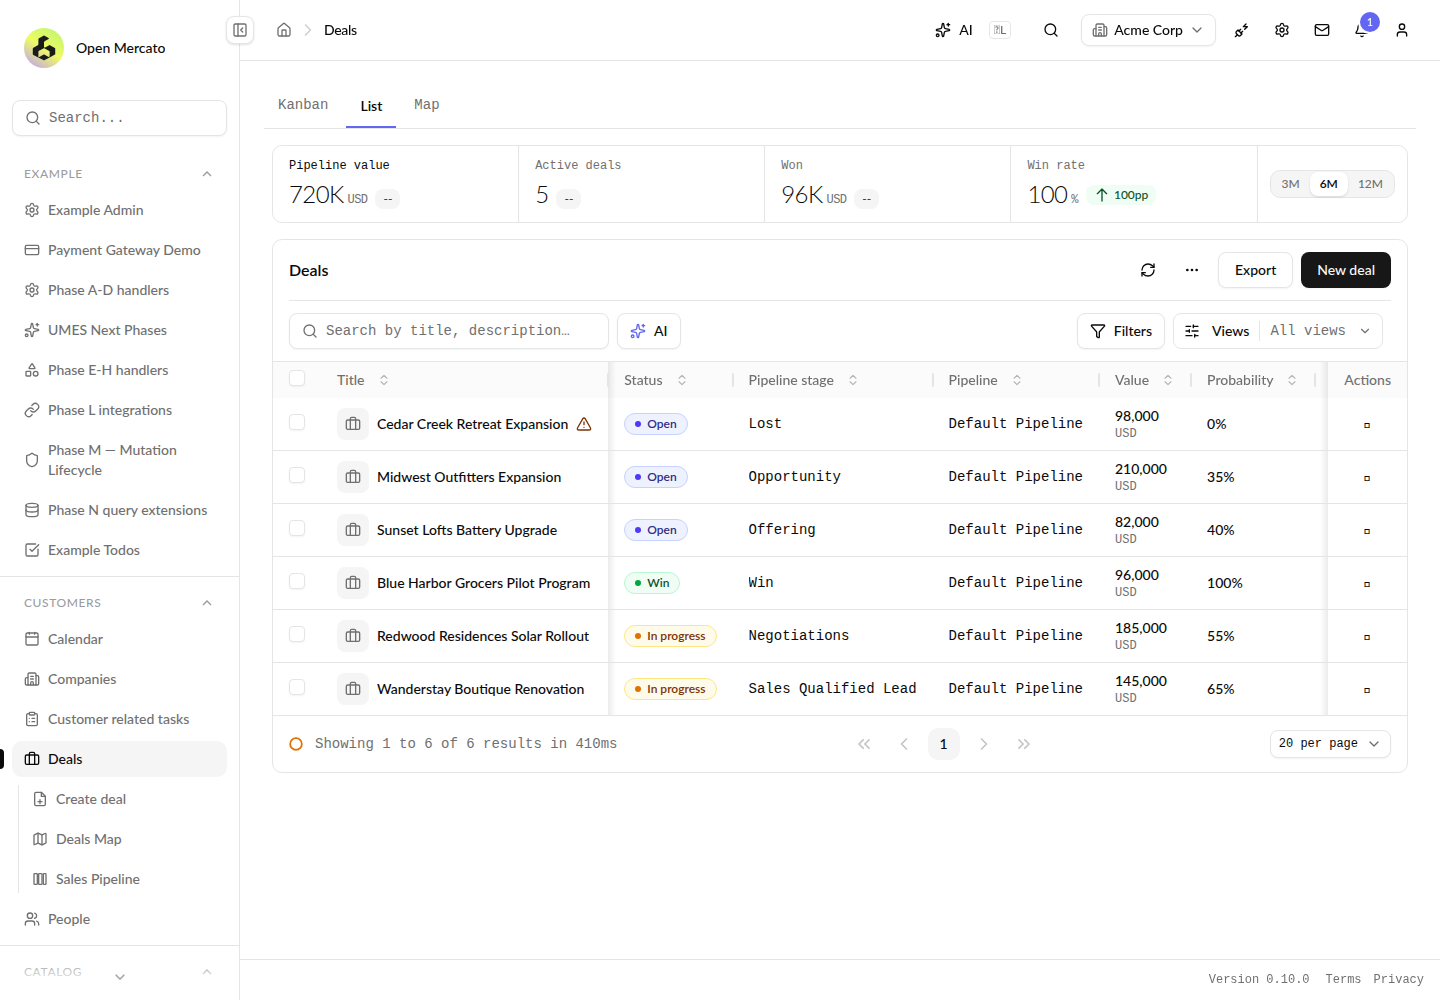 Open Mercato
Deals
AI
L
Acme Corp
1
Search...
EXAMPLE
Example Admin
Payment Gateway Demo
Phase A-D handlers
UMES Next Phases
Phase E-H handlers
Phase L integrations
Phase M — Mutation
Lifecycle
Phase N query extensions
Example Todos
CUSTOMERS
Calendar
Companies
Customer related tasks
Deals
Create deal
Deals Map
Sales Pipeline
People
CATALOG
Kanban List Map
Pipeline value
720K USD --
Active deals
5 --
Won
96K USD --
Win rate
100 % 100pp
3M 6M 12M
Deals
Export New deal
Search by title, description…
AI
Filters
Views All views
Title Status Pipeline stage Pipeline Value Probability Actions
Cedar Creek Retreat Expansion Open Lost Default Pipeline 98,000 USD 0%
Midwest Outfitters Expansion Open Opportunity Default Pipeline 210,000 USD 35%
Sunset Lofts Battery Upgrade Open Offering Default Pipeline 82,000 USD 40%
Blue Harbor Grocers Pilot Program Win Win Default Pipeline 96,000 USD 100%
Redwood Residences Solar Rollout In progress Negotiations Default Pipeline 185,000 USD 55%
Wanderstay Boutique Renovation In progress Sales Qualified Lead Default Pipeline 145,000 USD 65%
Showing 1 to 6 of 6 results in 410ms
1
20 per page
Version 0.10.0 Terms Privacy